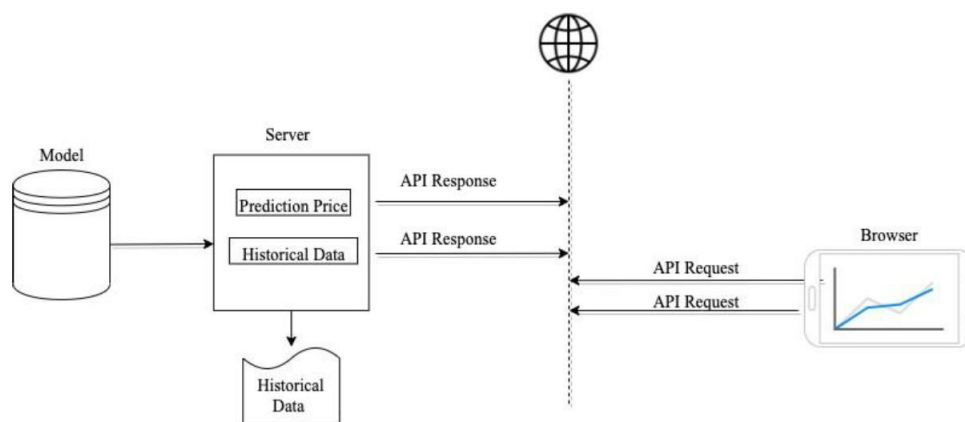 Server
Model
API Response
Prediction Price
API Response
Historical Data
Browser
API Request
API Request
Historical
Data